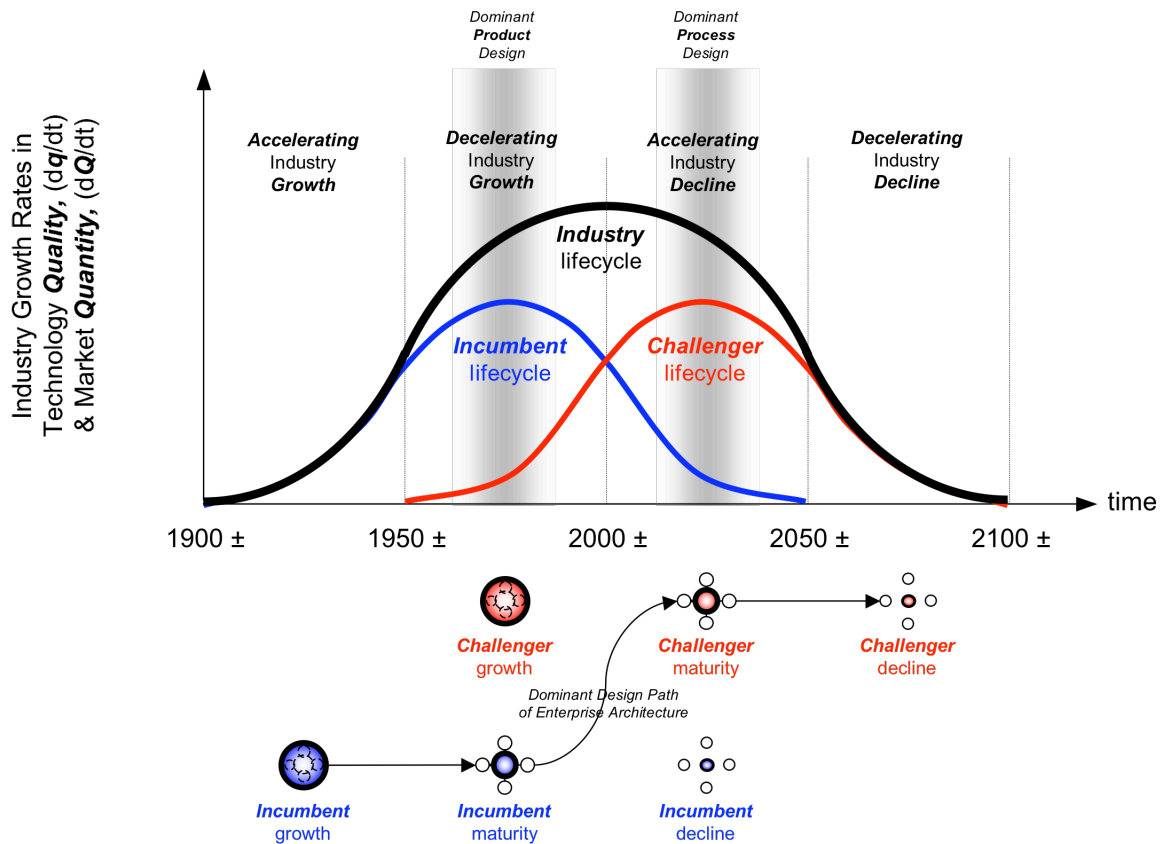 Dominant
Product
Design
Dominant
Process
Design
Industry Growth Rates in
Technology Quality, (dq/dt)
& Market Quantity, (dQ/dt)
Accelerating
Industry
Growth
Decelerating
Industry
Growth
Accelerating
Industry
Decline
Decelerating
Industry
Decline
Industry
lifecycle
Incumbent
lifecycle
Challenger
lifecycle
time
1900 ±
1950 ±
2000 ±
2050 ±
2100 ±
Challenger
growth
Challenger
maturity
Challenger
decline
Dominant Design Path
of Enterprise Architecture
Incumbent
growth
Incumbent
maturity
Incumbent
decline